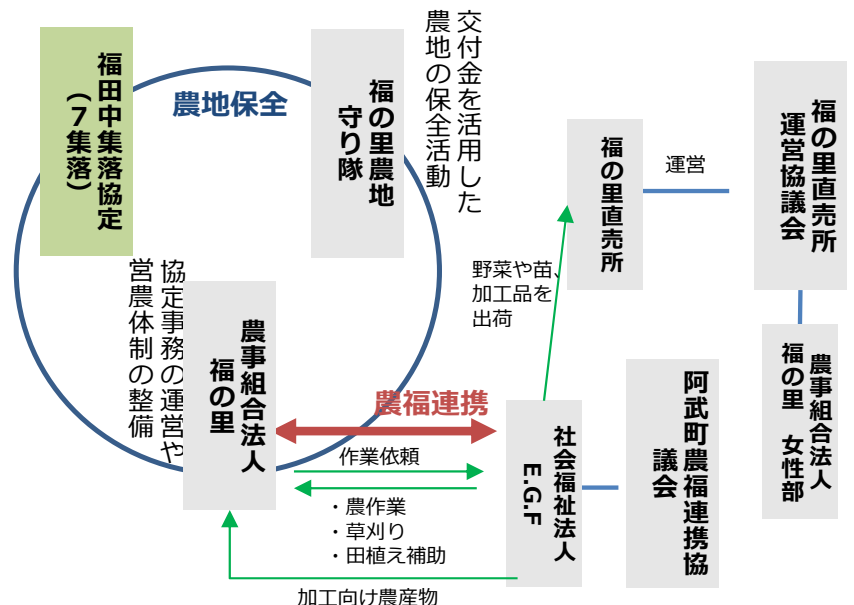 福田中集落協定
(7集落)
農地保全
福の里農地
守り隊
交付金を活用した
農地の保全活動
協定事務の運営や
営農体制の整備
農事組合法人
福の里
農福連携
作業依頼
・農作業
・草刈り
・田植え補助
加工向け農産物
社会福祉法人
E.G.F
阿武町農福連携協
議会
野菜や苗、
加工品を
出荷
福の里直売所
運営
福の里直売所
運営協議会
農事組合法人
福の里 女性部